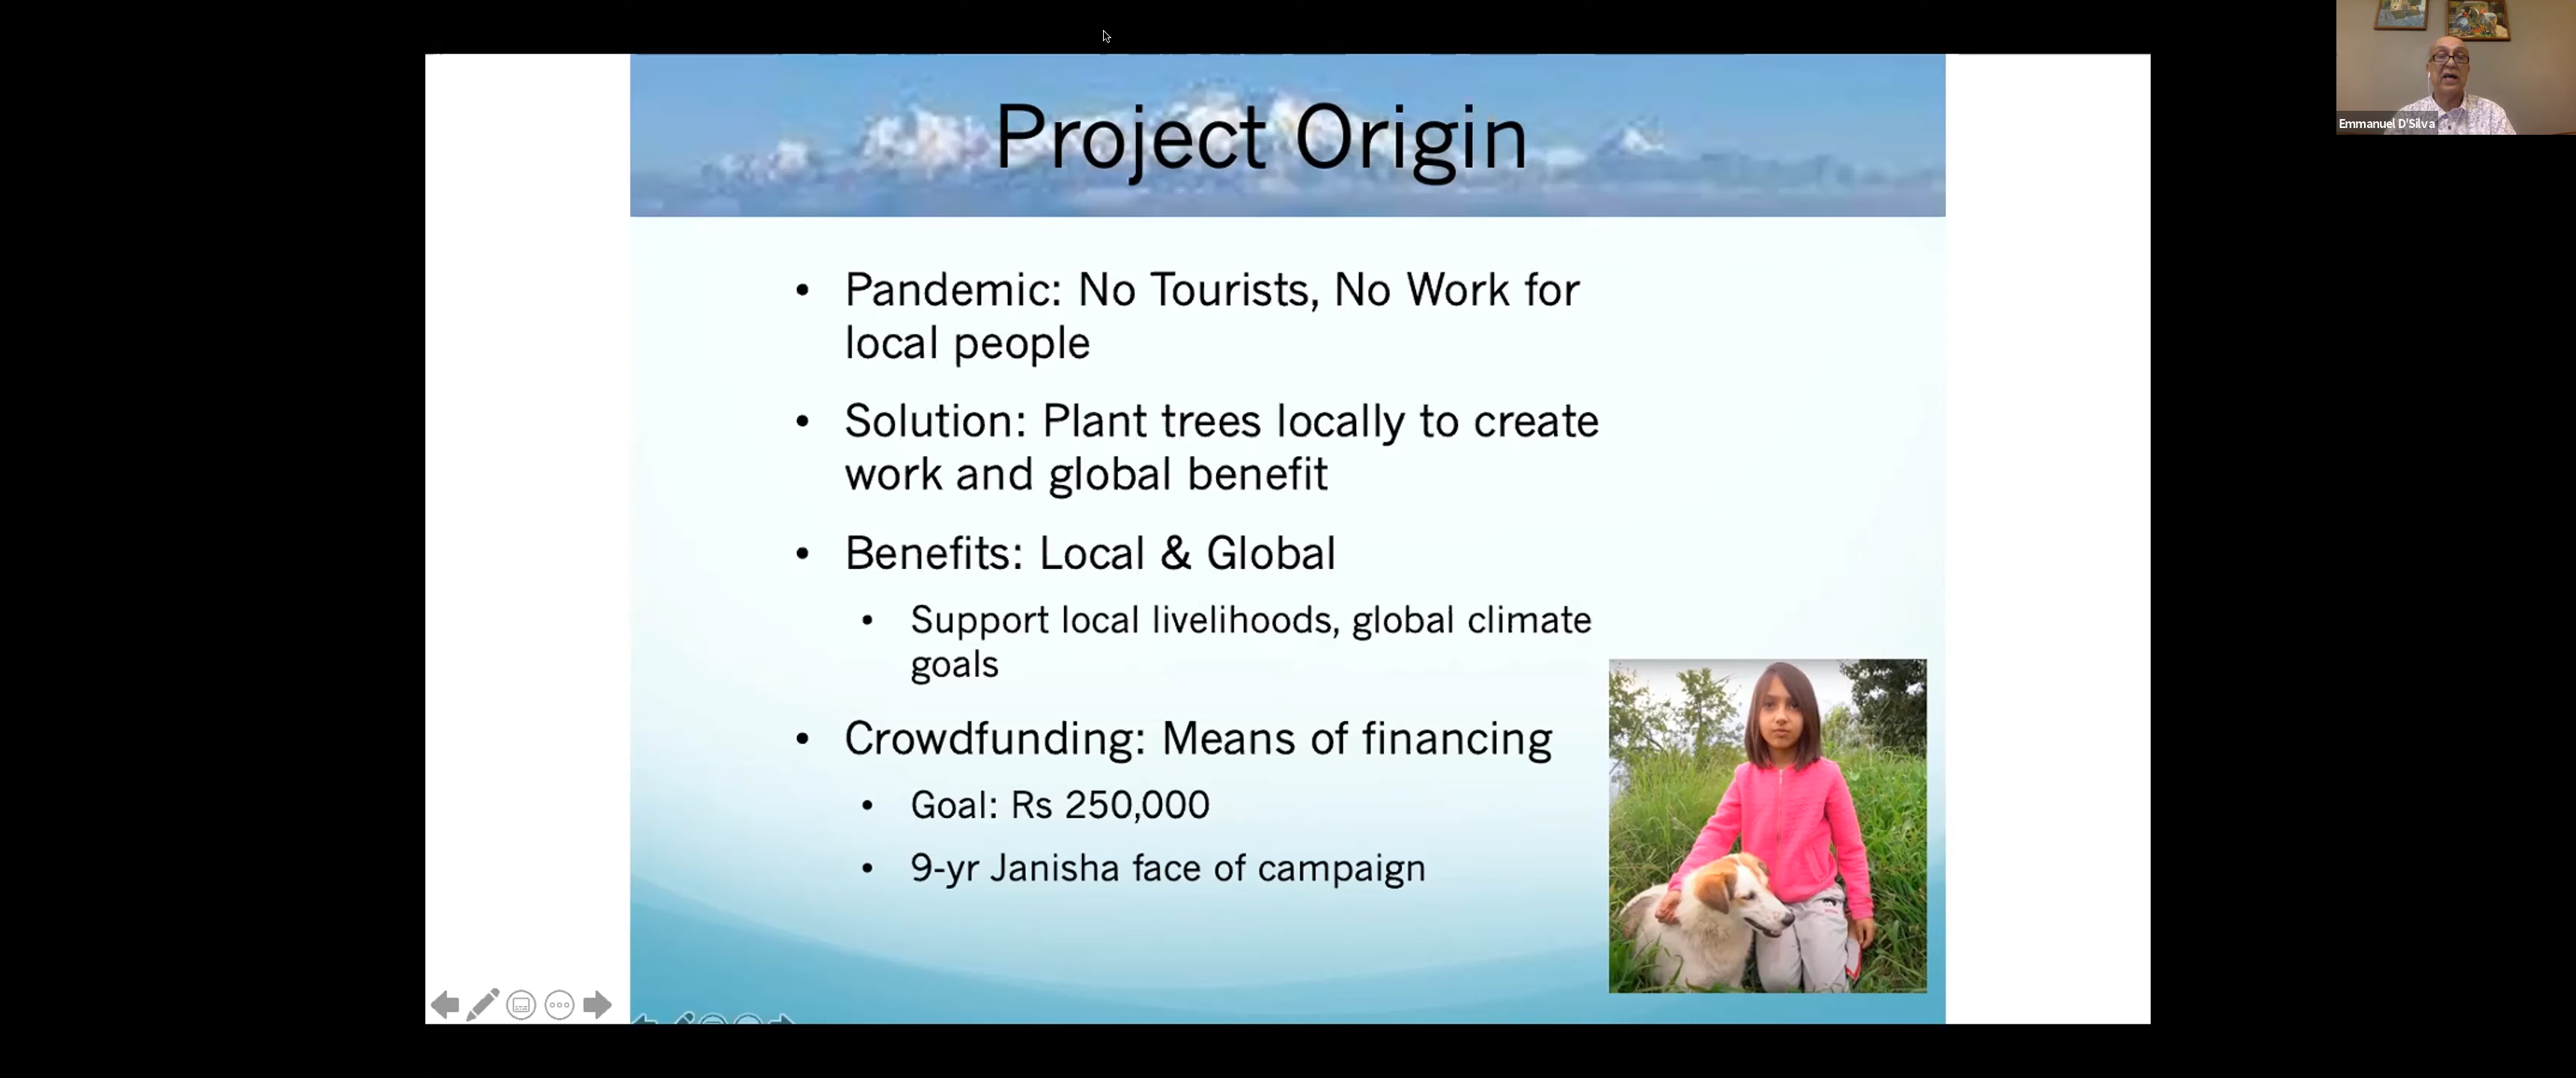 Project Origin
• Pandemic: No Tourists, No Work for
local people
• Solution: Plant trees locally to create
work and global benefit
• Benefits: Local & Global
• Support local livelihoods, global climate
goals
• Crowdfunding: Means of financing
• Goal: Rs 250,000
• 9-yr Janisha face of campaign
Emmanuel D'Silva